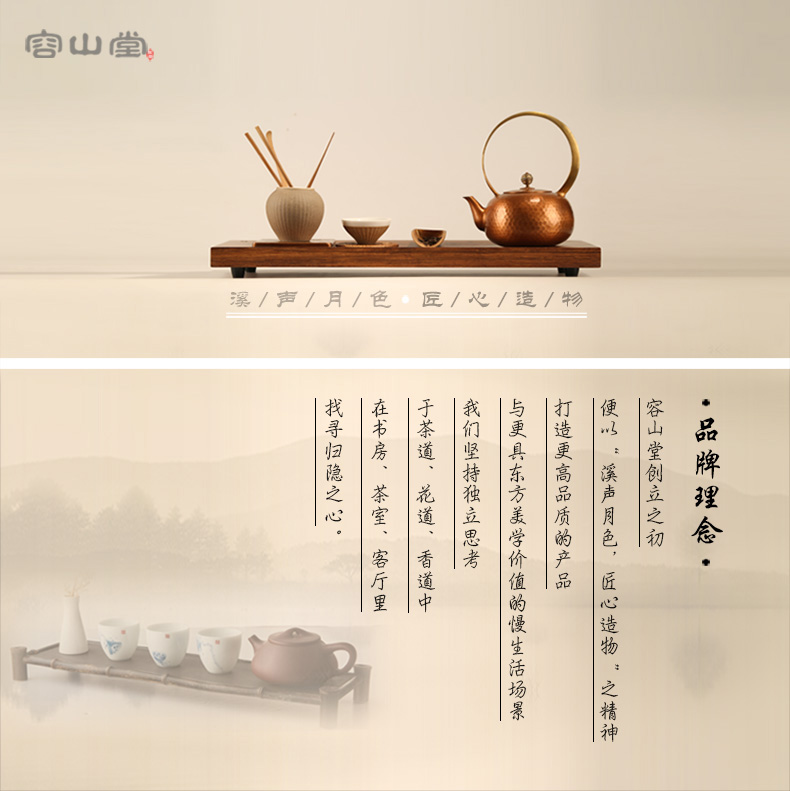 容山堂
溪/声/月/色·匠/心/造/物
·品牌理念·
容山堂创立之初
便以“溪声月色，匠心造物”之精神
打造更高品质的产品
与更具东方美学价值的慢生活场景
我们坚持独立思考
于茶道、花道、香道中
在书房、茶室、客厅里
找寻归隐之心。